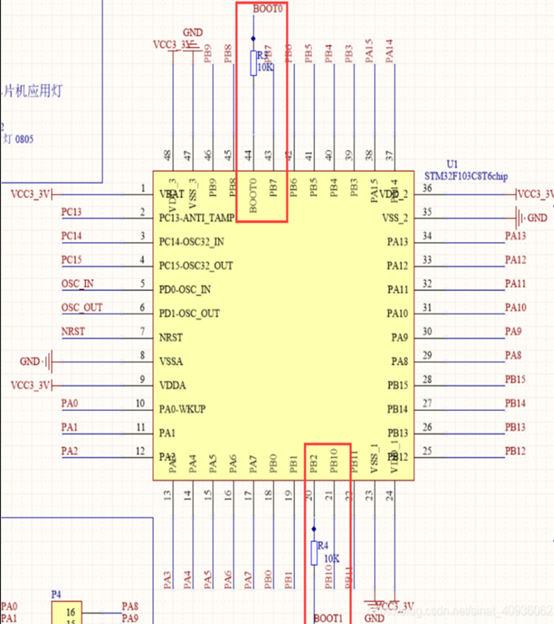 BOOT0
GND
VCC3_3V
PB9
PB8
PB7
PB6
PB5
PB4
PB3
PA15
PA14
10K
片机应用灯
灯 0805
48
47
46
45
44
43
42
41
40
39
38
37
U1
STM32F103C8T6chip
VDD_3
VSS_3
PB9
PB8
BOOT0
PB7
PB6
PB5
PB4
PB3
PA15
PA14
VCC3_3V 1 VBAT
VDD_2 36 VCC3_3V
PC13 2 PC13-ANTI_TAMP
VSS_2 35 GND
PC14 3 PC14-OSC32_IN
PA13 34 PA13
PC15 4 PC15-OSC32_OUT
PA12 33 PA12
OSC_IN 5 PD0-OSC_IN
PA11 32 PA11
OSC_OUT 6 PD1-OSC_OUT
PA10 31 PA10
NRST 7 NRST
PA9 30 PA9
GND 8 VSSA
PA8 29 PA8
VCC3_3V 9 VDDA
PB15 28 PB15
PA0 10 PA0-WKUP
PB14 27 PB14
PA1 11 PA1
PB13 26 PB13
PA2 12 PA2
PB12 25 PB12
PA3
PA4
PA5
PA6
PA7
PB0
PB1
PB2
PB10
PB11
VSS_1
VDD_1
13
14
15
16
17
18
19
20
21
22
23
24
R4
10K
PA3
PA4
PA5
PA6
PA7
PB0
PB1
PB10
PB11
VCC3_3V
GND
BOOT1
P4
PA0
PA1
16
15
PA8
PA9